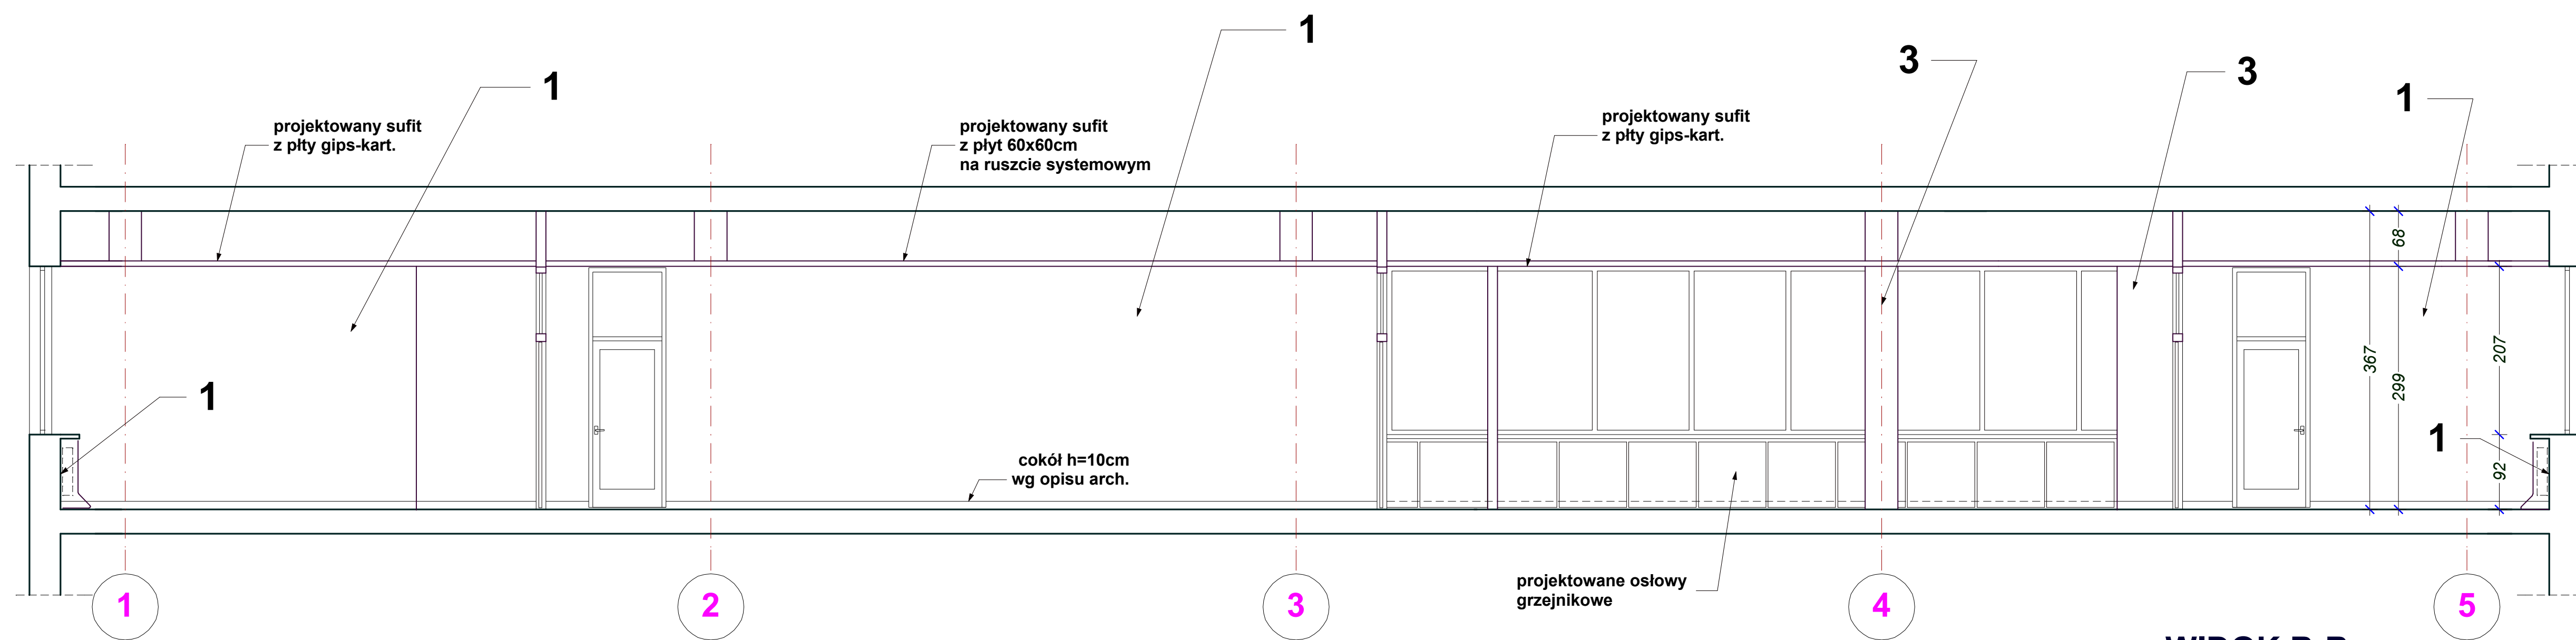 1
3
3
1
1
projektowany sufit
z płyty gips-kart.
projektowany sufit
z płyt 60x60cm
na ruszcie systemowym
projektowany sufit
z płty gips-kart.
68
367
299
207
92
1
1
cokół h=10cm
wg opisu arch.
projektowane osłowy
grzejnikowe
1
2
3
4
5